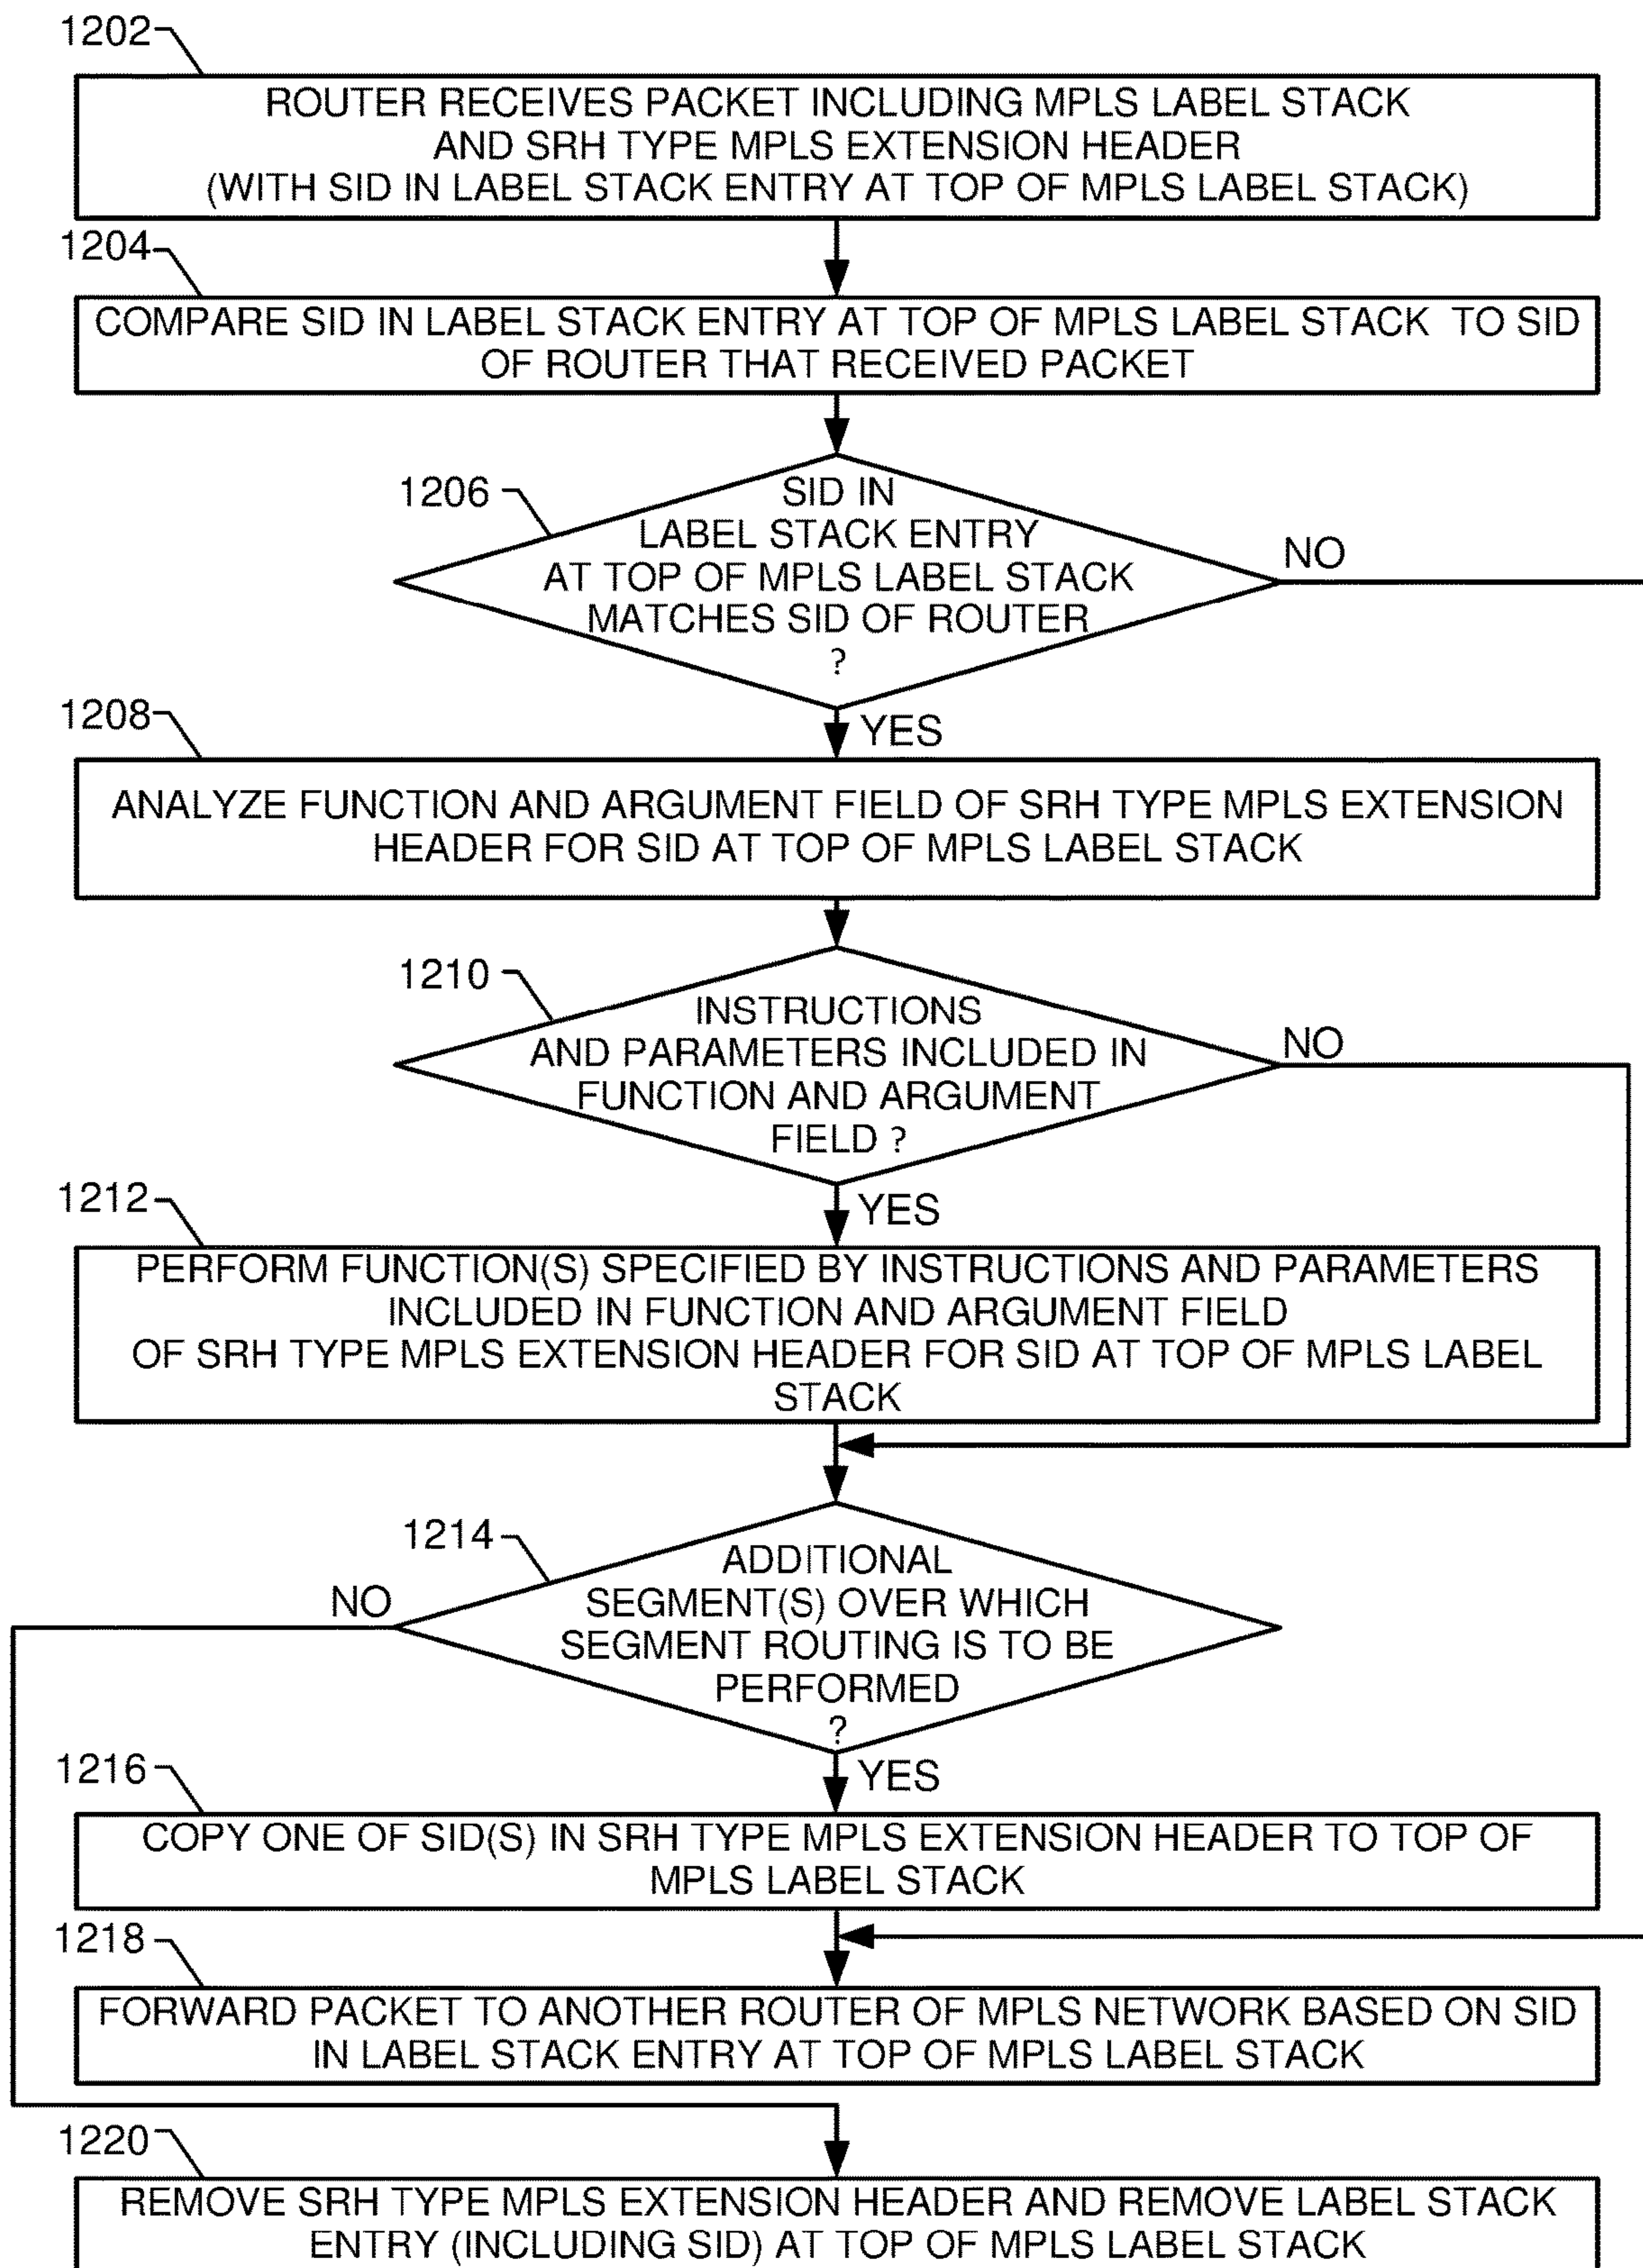 1202
ROUTER RECEIVES PACKET INCLUDING MPLS LABEL STACK
AND SRH TYPE MPLS EXTENSION HEADER
(WITH SID IN LABEL STACK ENTRY AT TOP OF MPLS LABEL STACK)
1204
COMPARE SID IN LABEL STACK ENTRY AT TOP OF MPLS LABEL STACK TO SID
OF ROUTER THAT RECEIVED PACKET
1206
SID IN
LABEL STACK ENTRY
AT TOP OF MPLS LABEL STACK
MATCHES SID OF ROUTER
?
NO
YES
1208
ANALYZE FUNCTION AND ARGUMENT FIELD OF SRH TYPE MPLS EXTENSION
HEADER FOR SID AT TOP OF MPLS LABEL STACK
1210
INSTRUCTIONS
AND PARAMETERS INCLUDED IN
FUNCTION AND ARGUMENT
FIELD ?
NO
YES
1212
PERFORM FUNCTION(S) SPECIFIED BY INSTRUCTIONS AND PARAMETERS
INCLUDED IN FUNCTION AND ARGUMENT FIELD
OF SRH TYPE MPLS EXTENSION HEADER FOR SID AT TOP OF MPLS LABEL
STACK
1214
ADDITIONAL
SEGMENT(S) OVER WHICH
SEGMENT ROUTING IS TO BE
PERFORMED
?
NO
YES
1216
COPY ONE OF SID(S) IN SRH TYPE MPLS EXTENSION HEADER TO TOP OF
MPLS LABEL STACK
1218
FORWARD PACKET TO ANOTHER ROUTER OF MPLS NETWORK BASED ON SID
IN LABEL STACK ENTRY AT TOP OF MPLS LABEL STACK
1220
REMOVE SRH TYPE MPLS EXTENSION HEADER AND REMOVE LABEL STACK
ENTRY (INCLUDING SID) AT TOP OF MPLS LABEL STACK